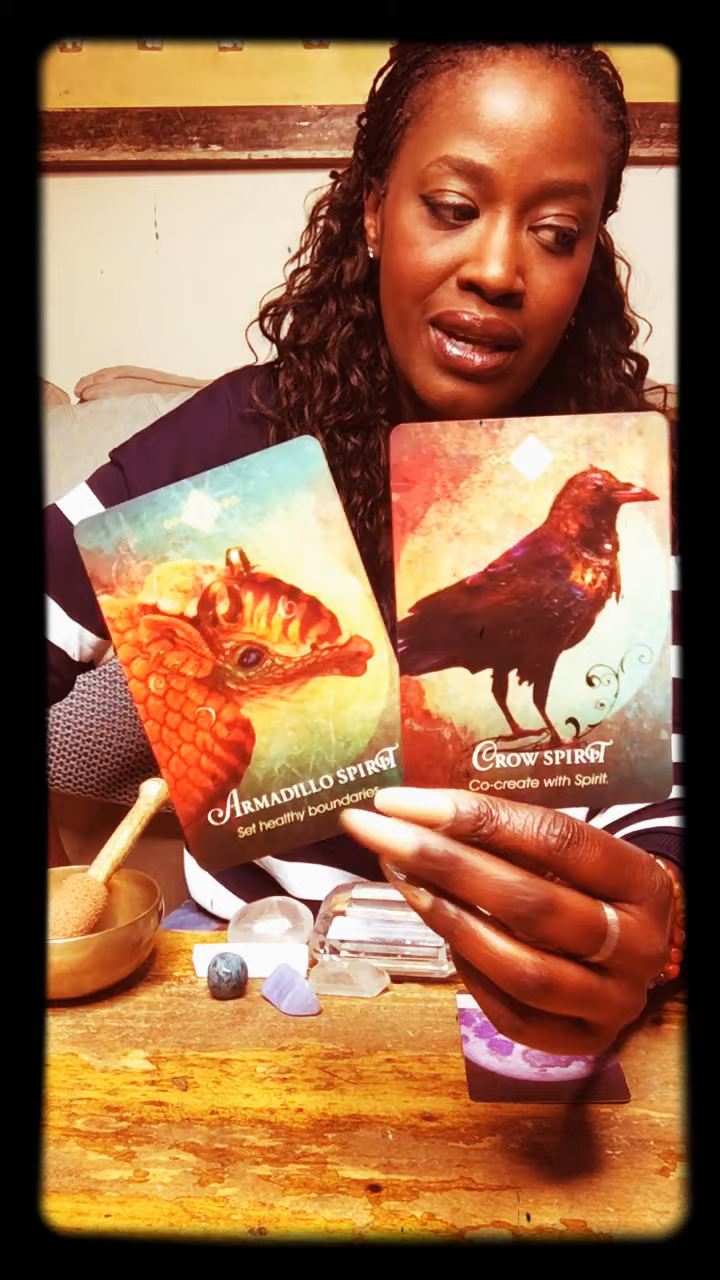 ARMADILLO SPIRIT
Set healthy boundaries.
CROW SPIRIT
Co-create with Spirit.